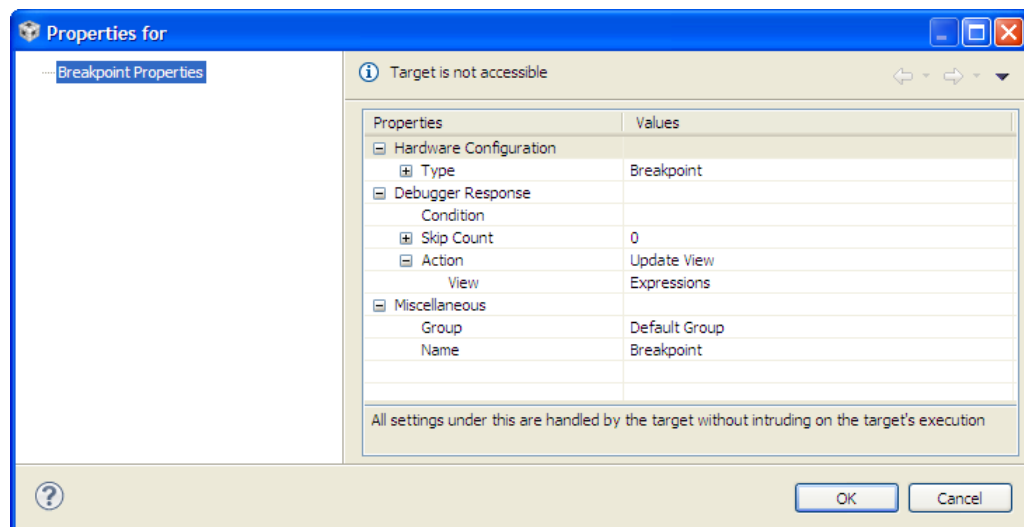 Properties for
Breakpoint Properties
Target is not accessible
Properties Values
Hardware Configuration
Type Breakpoint
Debugger Response
Condition
Skip Count 0
Action Update View
View Expressions
Miscellaneous
Group Default Group
Name Breakpoint
All settings under this are handled by the target without intruding on the target's execution
OK Cancel